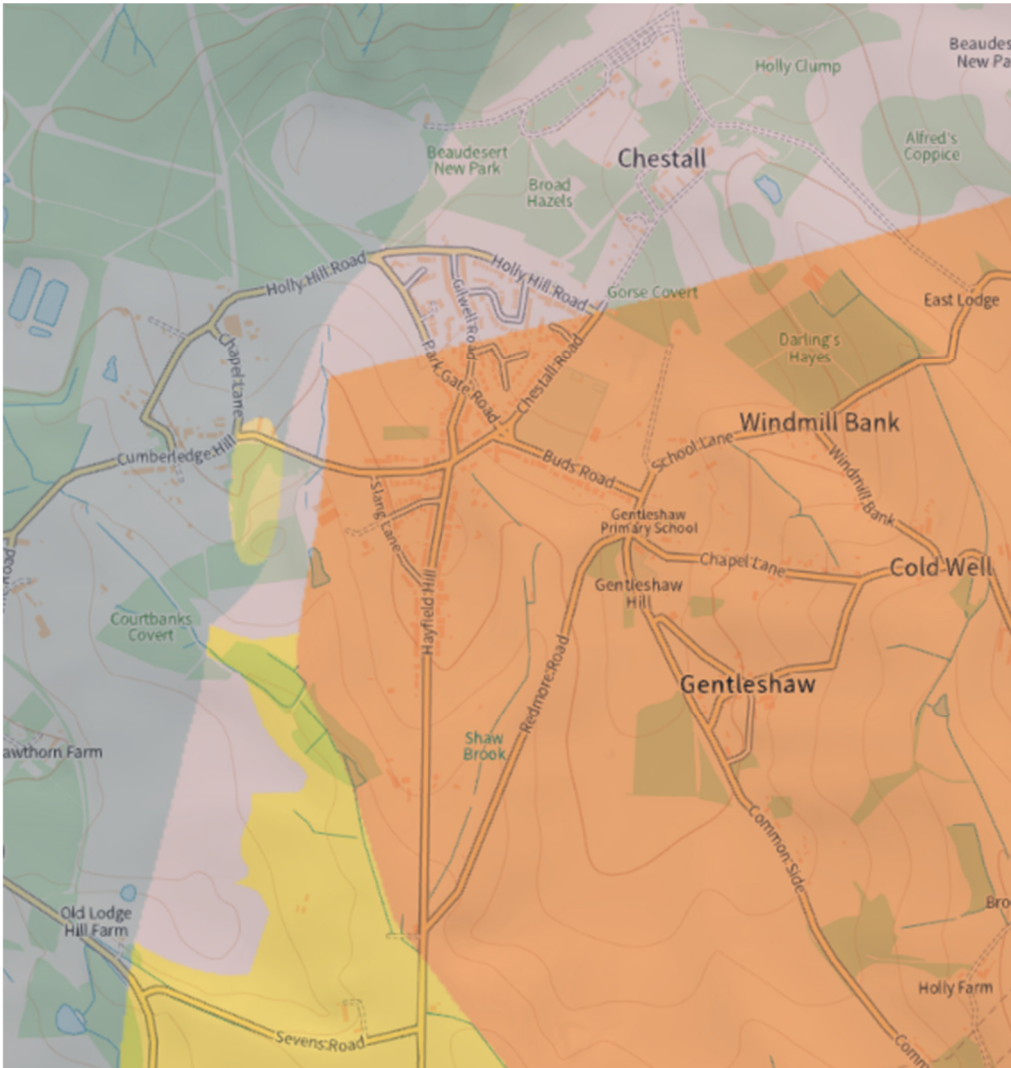 Holly Clump
Beaudes
New Pa
Alfred's
Coppice
Chestall
Beaudesert
New Park
Broad
Hazels
Holly Hill Road
Holly Hill Road
Gilwell Road
Gorse Covert
East Lodge
Darling's
Hayes
Chapel Lane
Park Gate Road
Chestall Road
Windmill Bank
School Lane
Cumberledge Hill
Buds Road
Slang Lane
Windmill Bank
Gentleshaw
Primary School
Chapel Lane
Cold Well
Gentleshaw
Hill
Hayfield Hill
Courtbanks
Covert
Redmore Road
Gentleshaw
Shaw
Brook
awthorn Farm
Common Side
Old Lodge
Hill Farm
Bro
Holly Farm
Sevens Road
Comm